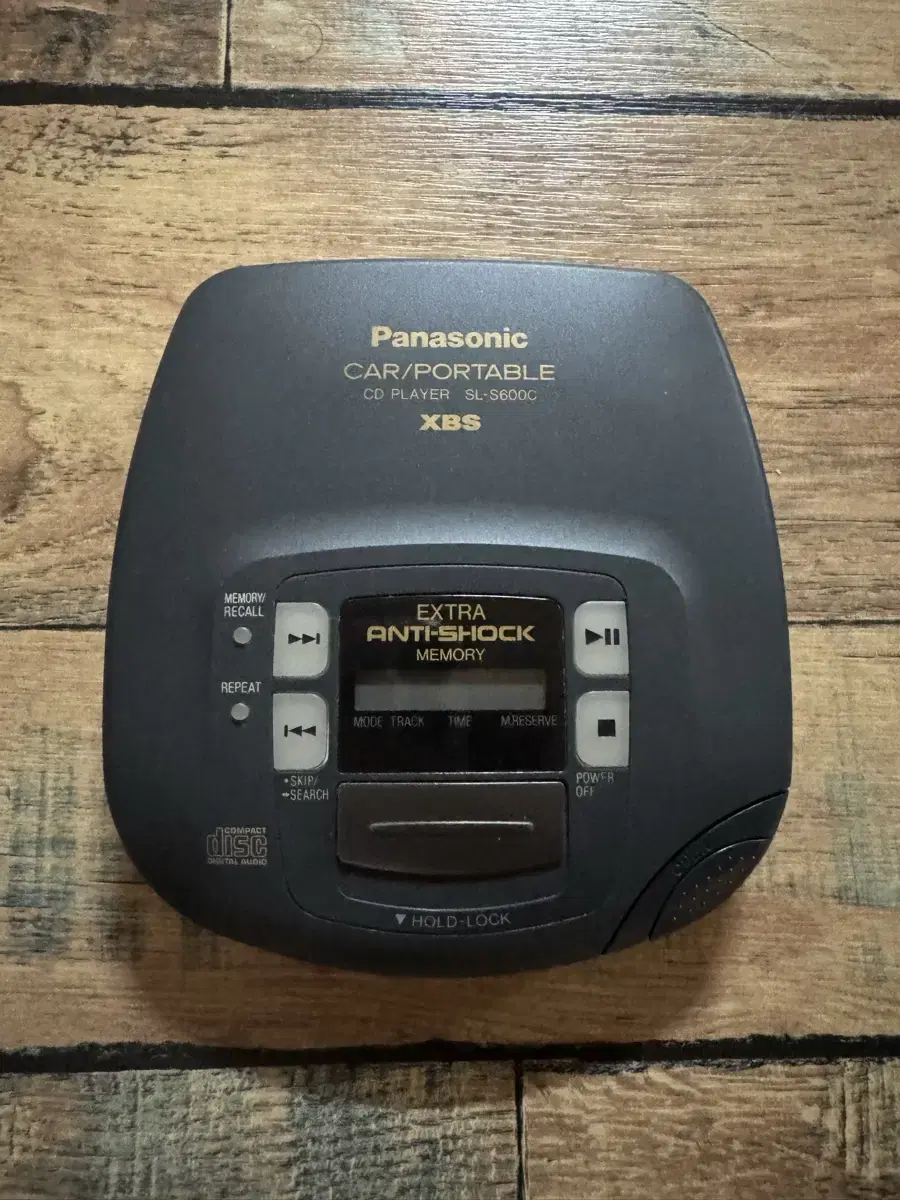 Panasonic
CAR/PORTABLE
CD PLAYER SL-S600C
XBS
MEMORY/
RECALL
REPEAT
EXTRA
ANTI-SHOCK
MEMORY
MODE TRACK TIME M.RESERVE
•SKIP/
••SEARCH
POWER
OFF
COMPACT
disc
DIGITAL AUDIO
▼ HOLD-LOCK